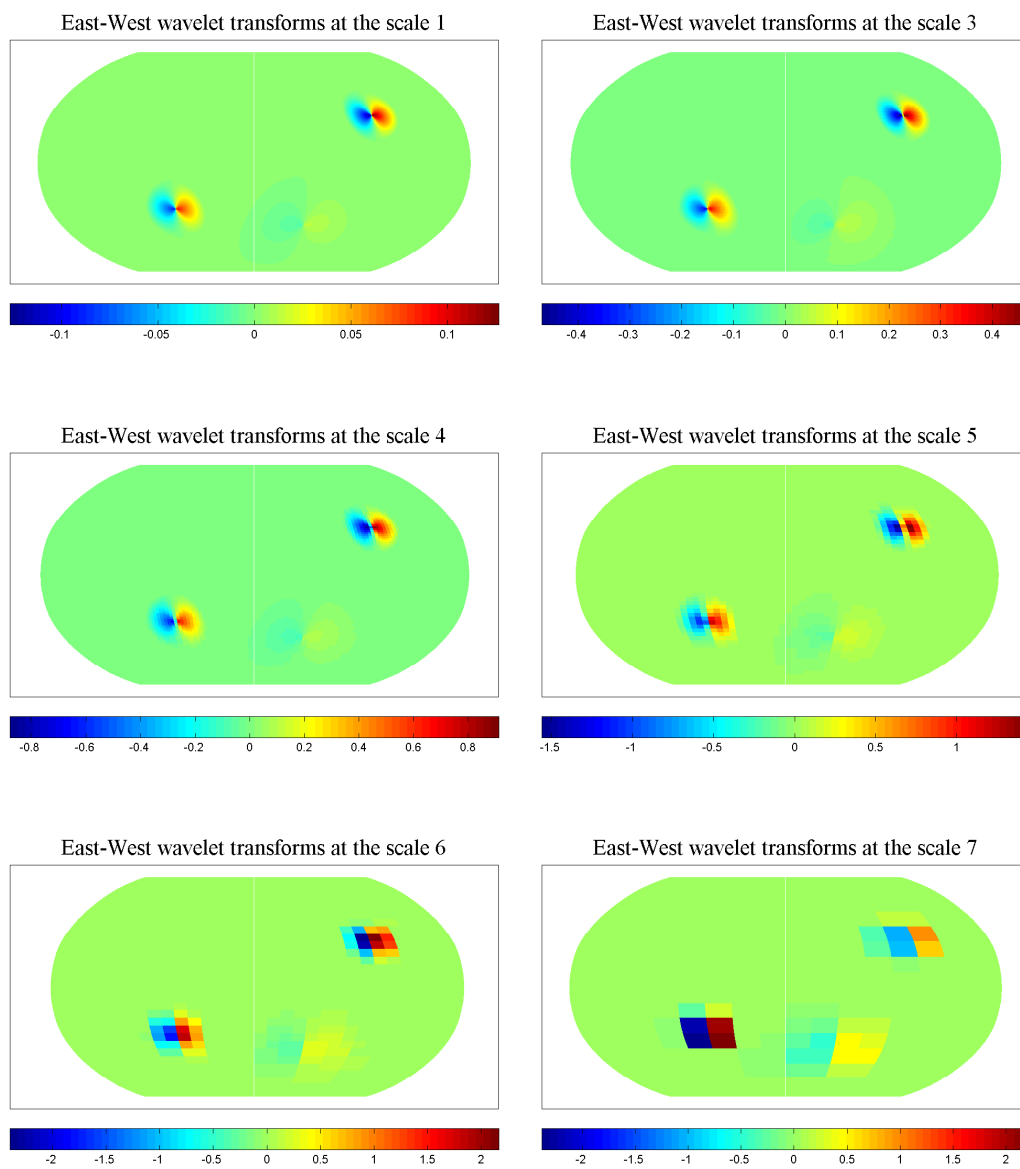 East-West wavelet transforms at the scale 1
East-West wavelet transforms at the scale 3
-0.1 -0.05 0 0.05 0.1
-0.4 -0.3 -0.2 -0.1 0 0.1 0.2 0.3 0.4
East-West wavelet transforms at the scale 4
East-West wavelet transforms at the scale 5
-0.8 -0.6 -0.4 -0.2 0 0.2 0.4 0.6 0.8
-1.5 -1 -0.5 0 0.5 1
East-West wavelet transforms at the scale 6
East-West wavelet transforms at the scale 7
-2 -1.5 -1 -0.5 0 0.5 1 1.5 2
-2 -1.5 -1 -0.5 0 0.5 1 1.5 2